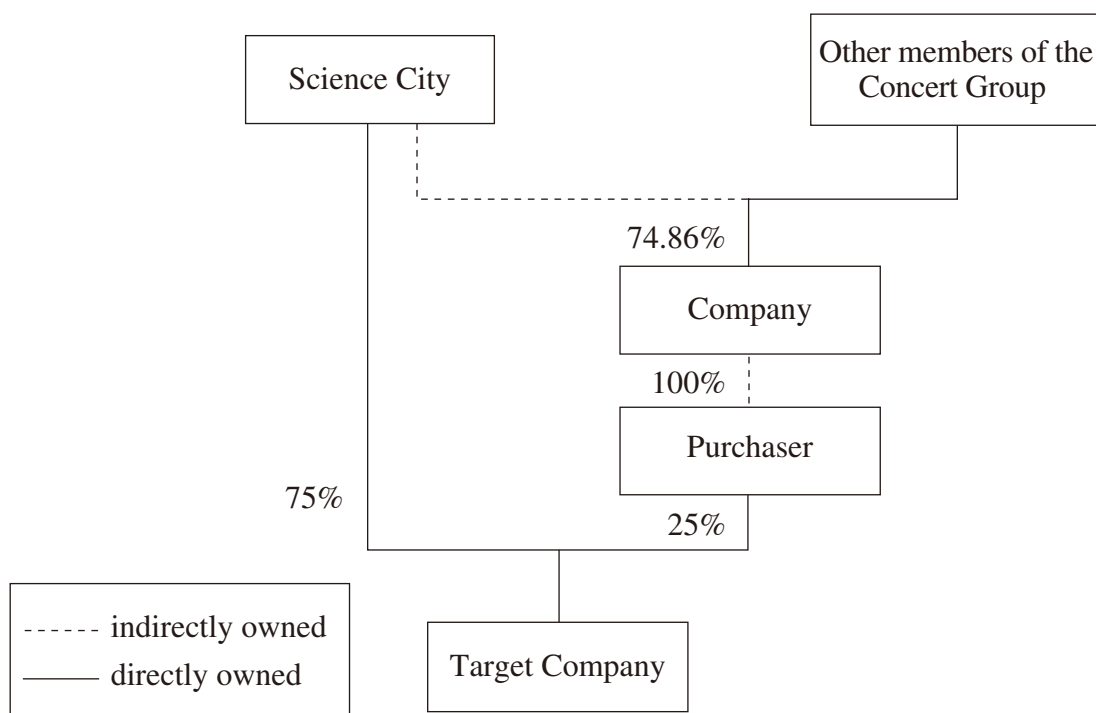 Science City
Other members of the
Concert Group
74.86%
Company
100%
Purchaser
75%
25%
indirectly owned
directly owned
Target Company